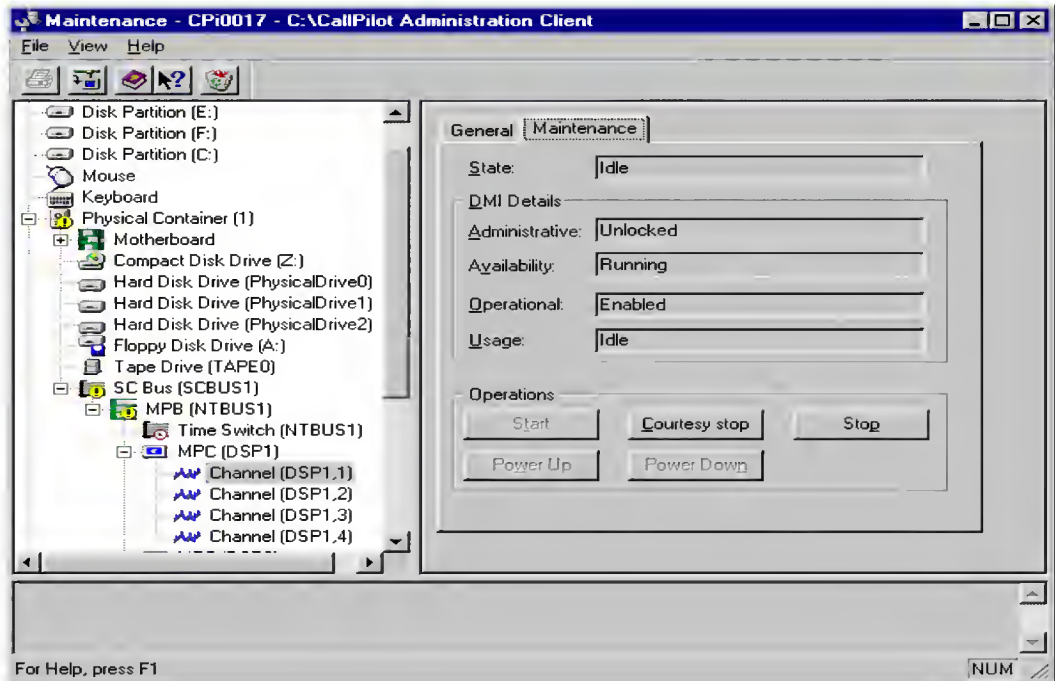 Maintenance - CPi0017 - C:\CallPilot Administration Client
File View Help
Disk Partition (E:)
Disk Partition (F:)
Disk Partition (C:)
Mouse
Keyboard
Physical Container (1)
Motherboard
Compact Disk Drive (Z:)
Hard Disk Drive (PhysicalDrive0)
Hard Disk Drive (PhysicalDrive1)
Hard Disk Drive (PhysicalDrive2)
Floppy Disk Drive (A:)
Tape Drive (TAPE0)
SC Bus (SCBUS1)
MPB (NTBUS1)
Time Switch (NTBUS1)
MPC (DSP1)
Channel (DSP1,1)
Channel (DSP1,2)
Channel (DSP1,3)
Channel (DSP1,4)
General Maintenance
State: Idle
DMI Details
Administrative: Unlocked
Availability: Running
Operational: Enabled
Usage: Idle
Operations
Start Courtesy stop Stop
Power Up Power Down
For Help, press F1 NUM